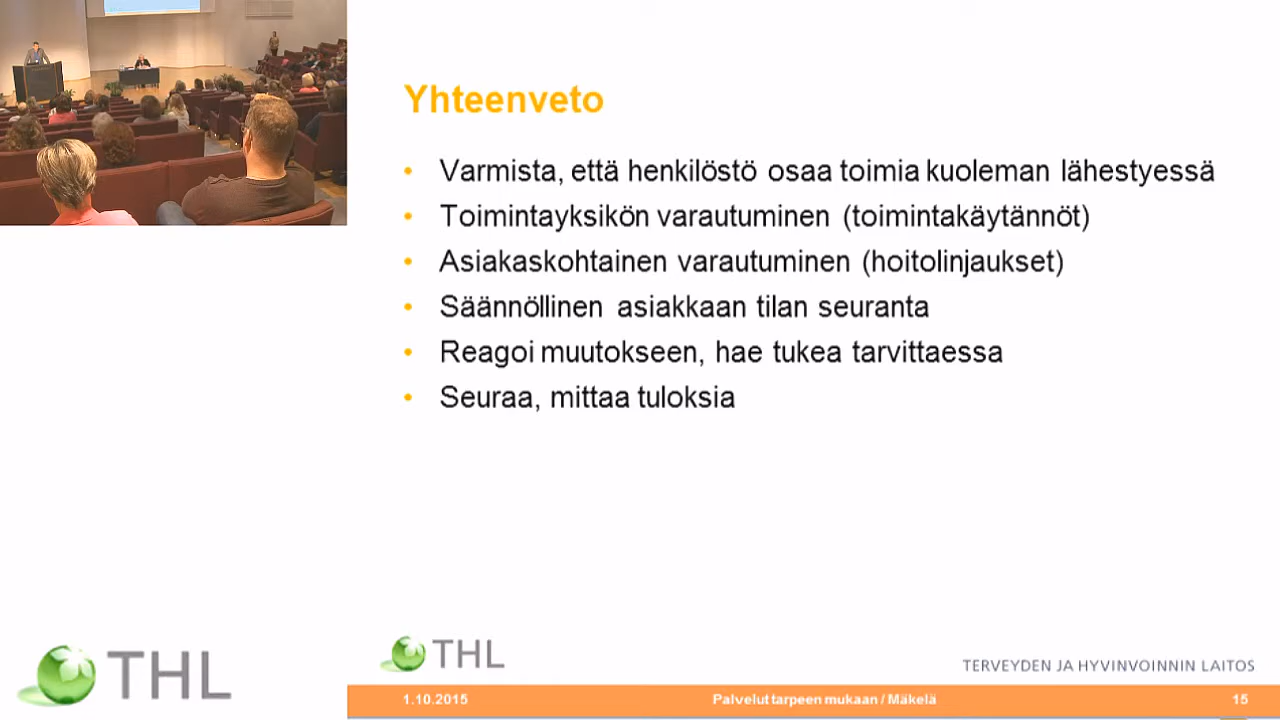 Yhteenveto
• Varmista, että henkilöstö osaa toimia kuoleman lähestyessä
• Toimintayksikön varautuminen (toimintakäytännöt)
• Asiakaskohtainen varautuminen (hoitolinjaukset)
• Säännöllinen asiakkaan tilan seuranta
• Reagoi muutokseen, hae tukea tarvittaessa
• Seuraa, mittaa tuloksia
THL
THL
TERVEYDEN JA HYVINVOINNIN LAITOS
1.10.2015 Palvelut tarpeen mukaan / Mäkelä 15